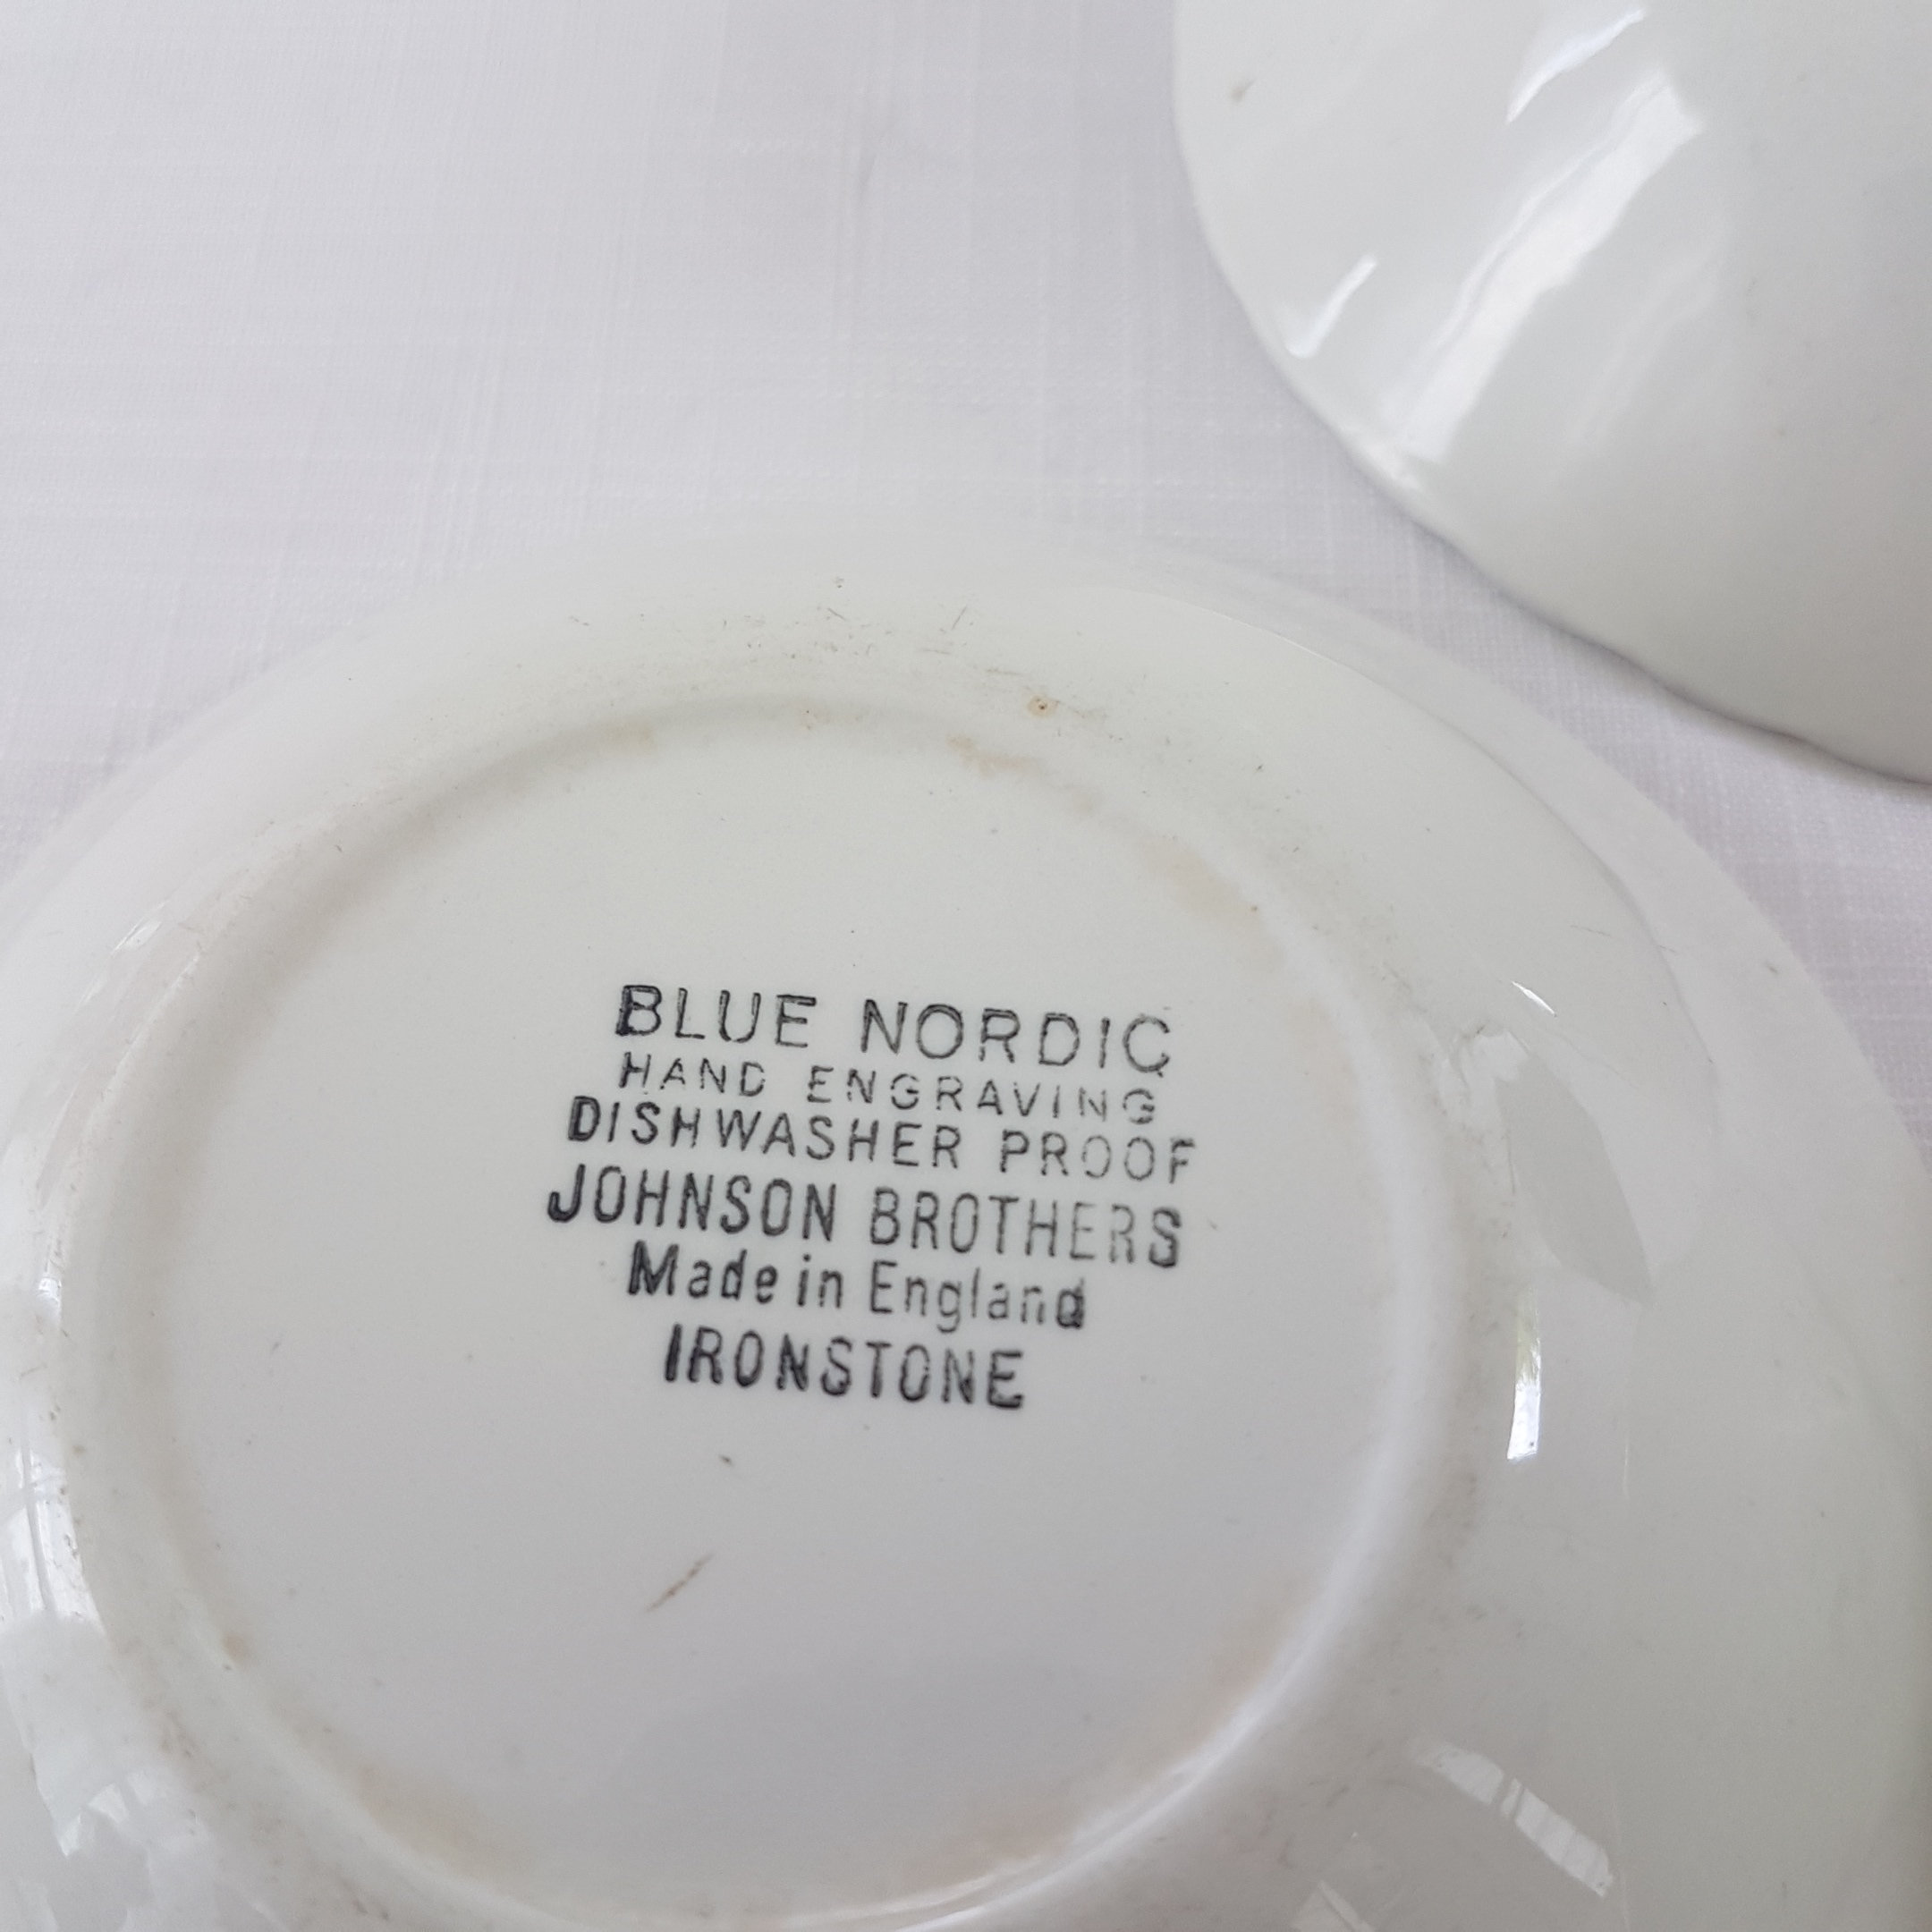 BLUE NORDIC
HAND ENGRAVING
DISHWASHER PROOF
JOHNSON BROTHERS
Made in England
IRONSTONE